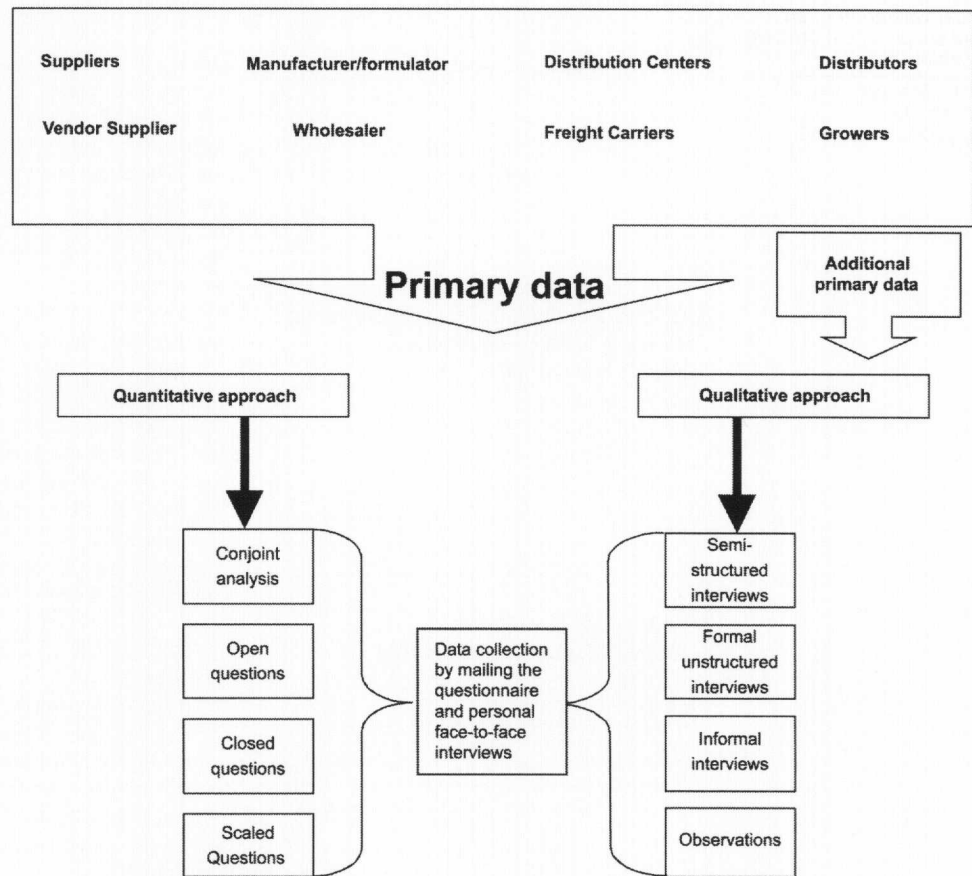 Suppliers
Manufacturer/formulator
Distribution Centers
Distributors
Vendor Supplier
Wholesaler
Freight Carriers
Growers
Primary data
Additional
primary data
Quantitative approach
Qualitative approach
Conjoint
analysis
Open
questions
Closed
questions
Scaled
Questions
Data collection
by mailing the
questionnaire
and personal
face-to-face
interviews
Semi-
structured
interviews
Formal
unstructured
interviews
Informal
interviews
Observations